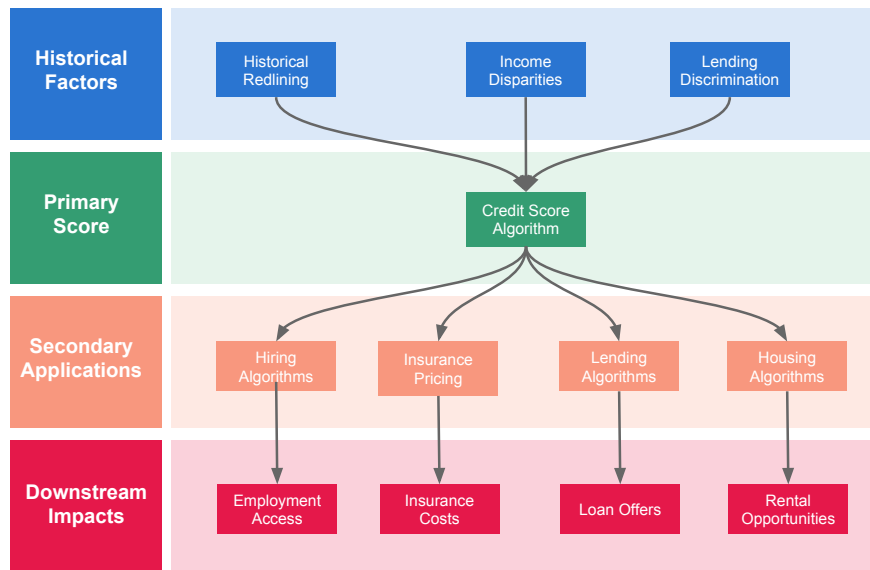 Historical
Factors
Historical
Redlining
Income
Disparities
Lending
Discrimination
Primary
Score
Credit Score
Algorithm
Secondary
Applications
Hiring
Algorithms
Insurance
Pricing
Lending
Algorithms
Housing
Algorithms
Downstream
Impacts
Employment
Access
Insurance
Costs
Loan Offers
Rental
Opportunities